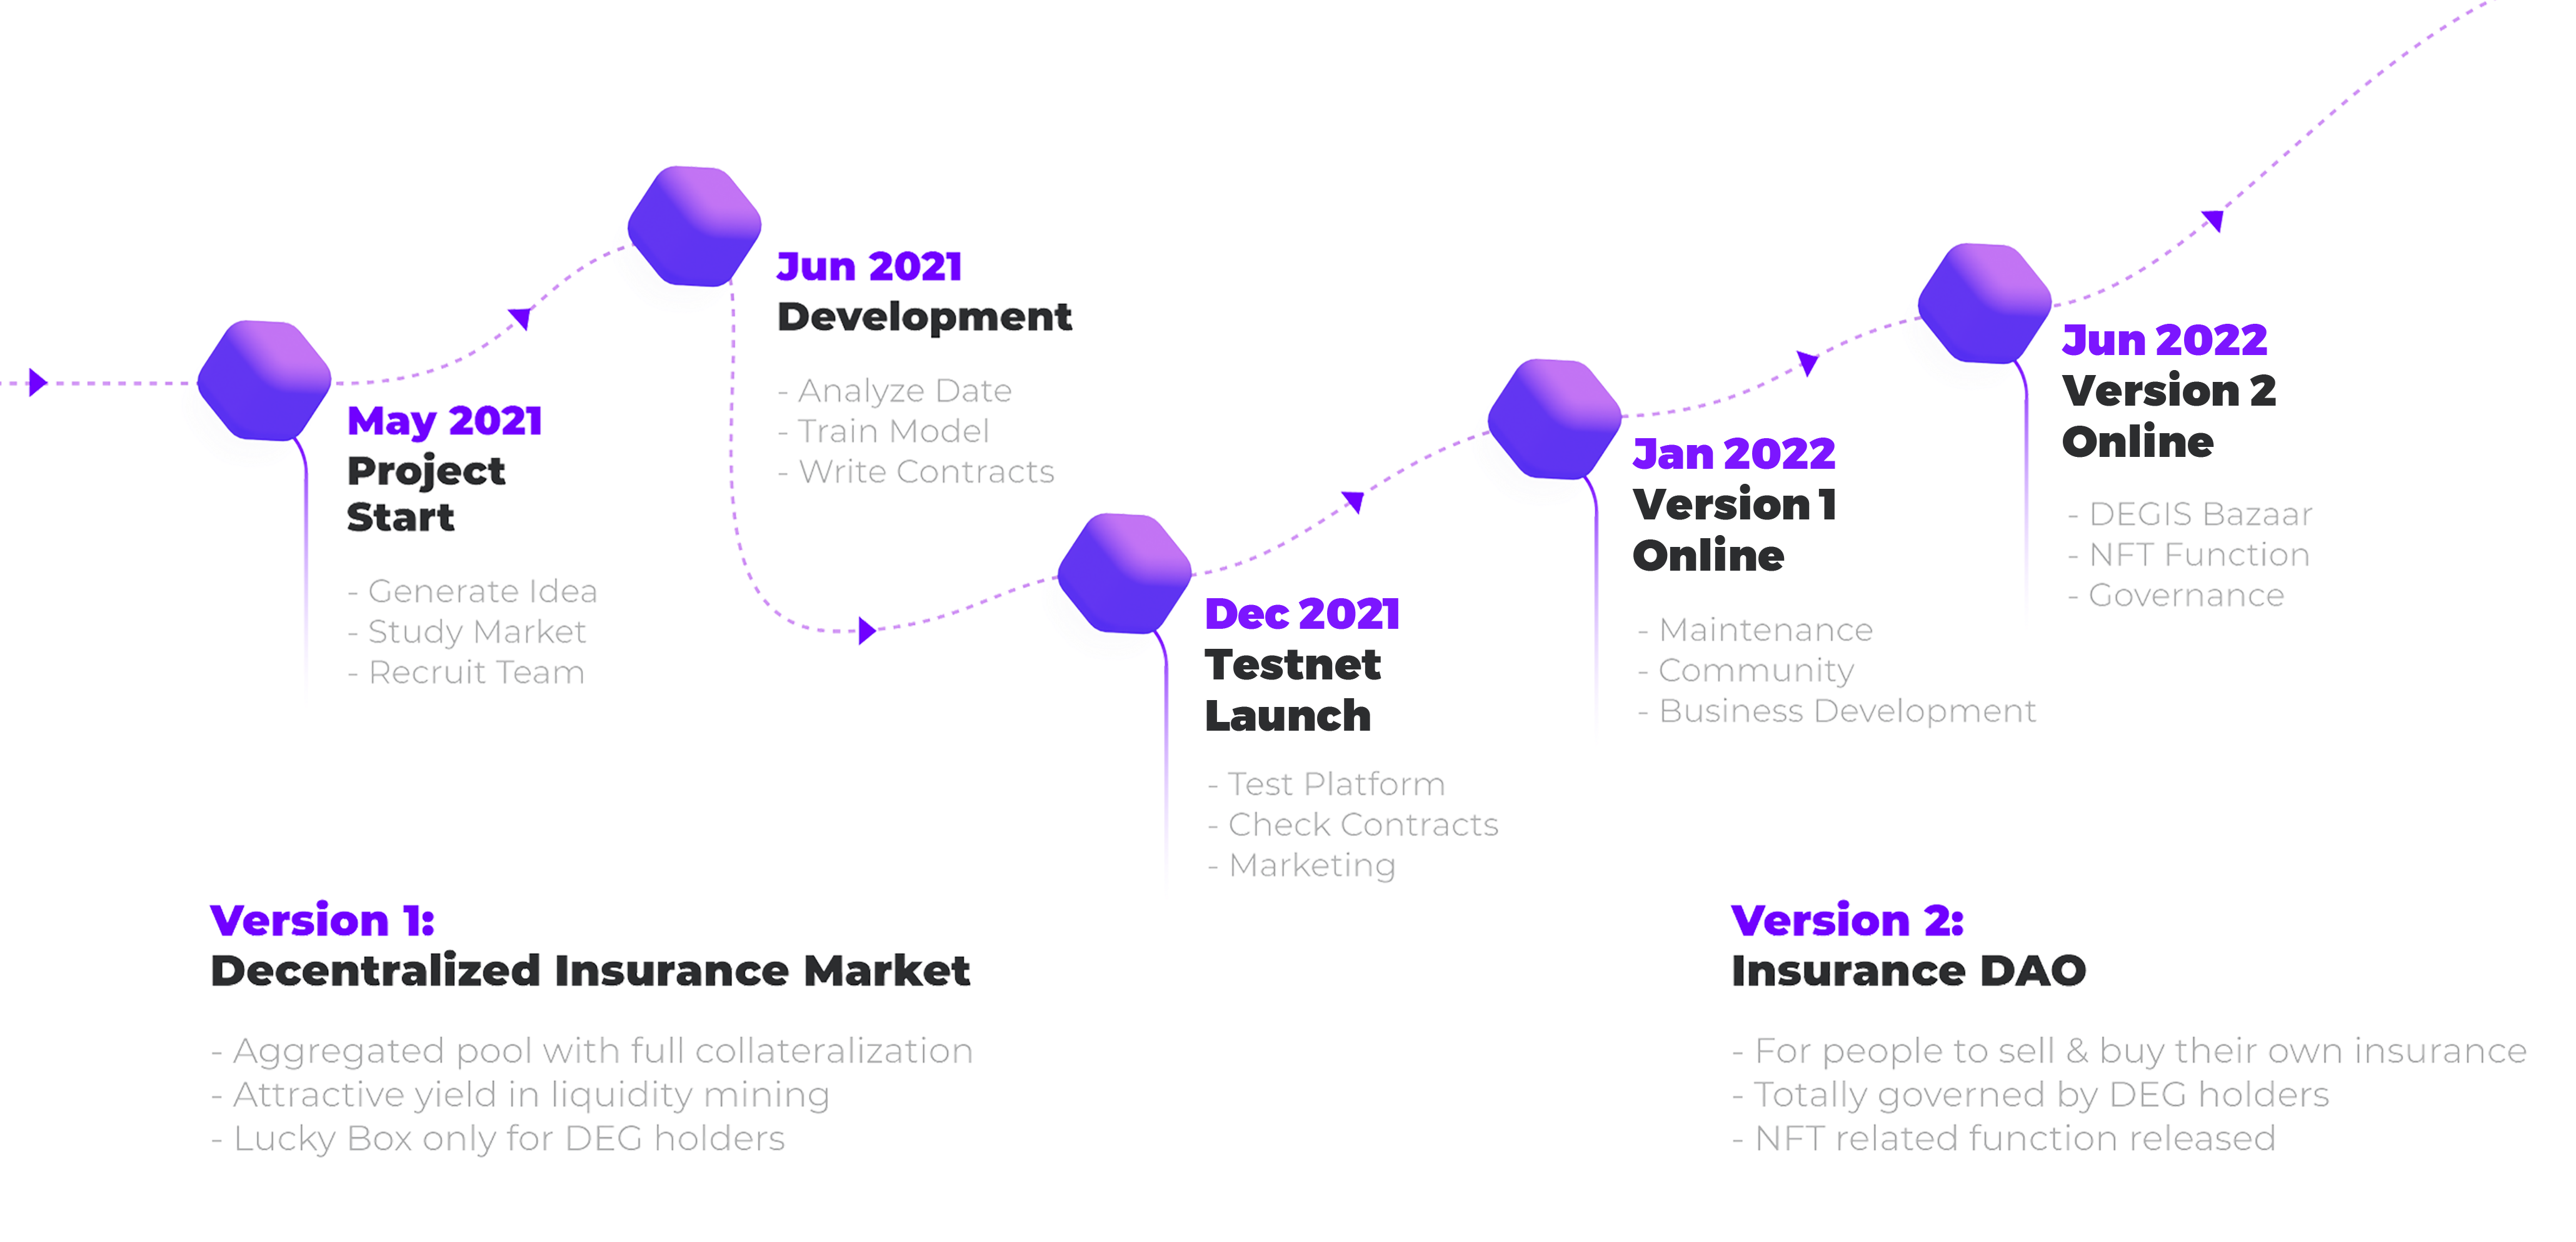 May 2021
Project
Start
- Generate Idea
- Study Market
- Recruit Team
Jun 2021
Development
- Analyze Date
- Train Model
- Write Contracts
Dec 2021
Testnet
Launch
- Test Platform
- Check Contracts
- Marketing
Jan 2022
Version 1
Online
- Maintenance
- Community
- Business Development
Jun 2022
Version 2
Online
- DEGIS Bazaar
- NFT Function
- Governance
Version 1:
Decentralized Insurance Market
- Aggregated pool with full collateralization
- Attractive yield in liquidity mining
- Lucky Box only for DEG holders
Version 2:
Insurance DAO
- For people to sell & buy their own insurance
- Totally governed by DEG holders
- NFT related function released